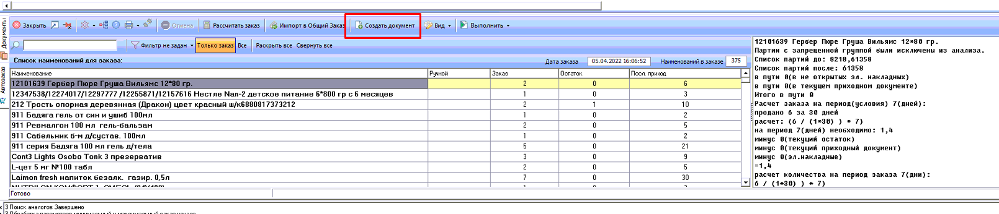 Закрыть Отмена Рассчитать заказ Импорт в Общий Заказ Создать документ Вид Выполнить
Документы
Автозаказ
Фильтр не задан Только заказ Все Раскрыть все Свернуть все
Список наименований для заказа: Дата заказа 05.04.2022 16:06:52 Наименований в заказе 375
Наименование Ручной Заказ Остаток Посл. приход
12101639 Гербер Пюре Груша Вильямс 12*80 гр. 2 0 6
12347538/12274017/12297777 /12255871/12157616 Нестле Nan-2 детское питание 6*800 гр с 6 месяцев 1 0 3
212 Трость опорная деревянная (Дракон) цвет красный ш/к6880817373212 2 1 10
911 Бадяга гель от син и ушиб 100мл 1 0 2
911 Ревмалгон 100 мл гель-бальзам 2 0 5
911 Сабельник б-м д/сустав. 100мл 1 0 2
911 серия Бадяга 100 мл гель д/тела 5 0 21
Cont3 Lights Osobo Tonk 3 презерватив 3 0 9
L-цет 5 мг №100 табл 2 0 5
Laimon fresh напиток безалк. газир. 0,5л 7 0 30
Готово
12101639 Гербер Пюре Груша Вильямс 12*80 гр.
Партии с запрещенной группой были исключены из анализа.
Список партий до: 8218,61358
Список партий после: 61358
в пути 0(в не открытых эл. накладных)
в пути 0(в текущем приходном документе)
Итого в пути 0
Расчет заказа на период(условия) 7(дней):
продано 6 за 30 дней
расчет: (6 / (1*30) ) * 7)
на период 7(дней) необходимо: 1,4
минус 0(текущий остаток)
минус 0(текущий приходный документ)
минус 0(эл.накладные)
=1,4
расчет количества на период заказа 7(дни):
6 / (1*30) ) * 7)
3 Поиск аналогов Завершено